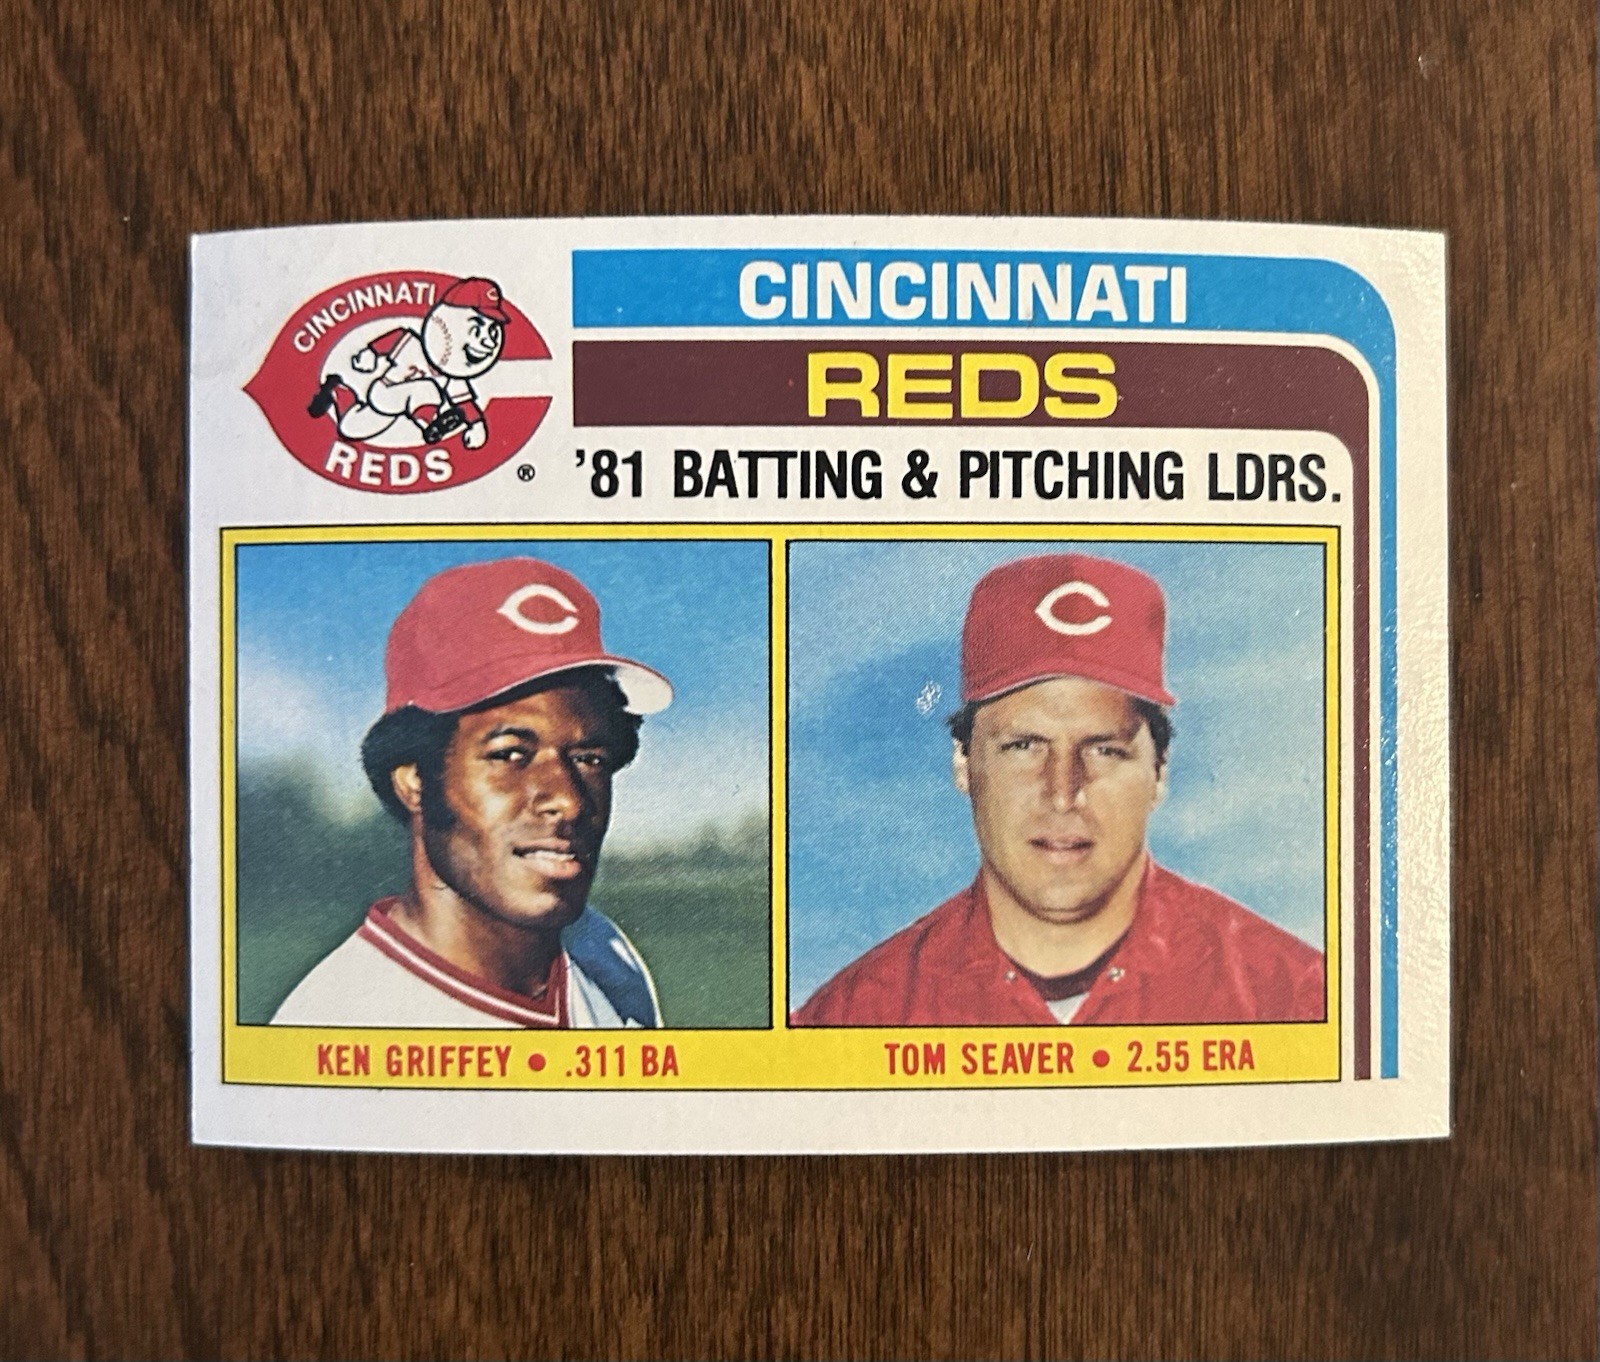 CINCINNATI
REDS
®
CINCINNATI
REDS
'81 BATTING & PITCHING LDRS.
KEN GRIFFEY • .311 BA
TOM SEAVER • 2.55 ERA